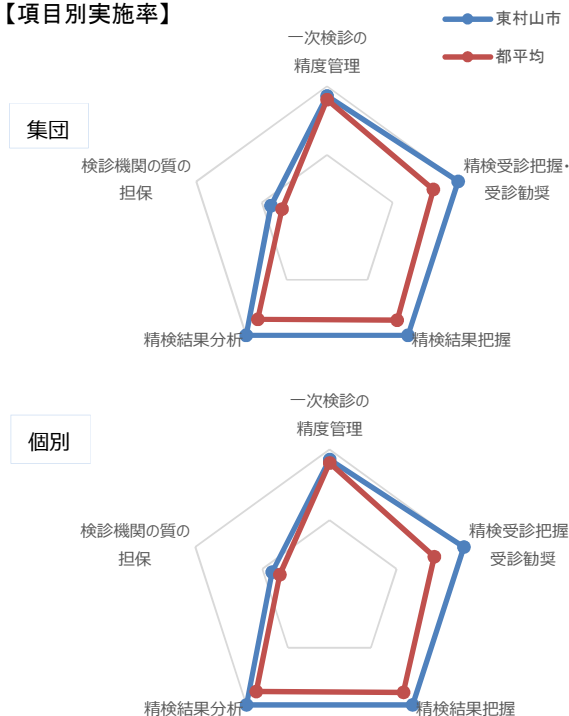 【項目別実施率】
東村山市
都平均
集団
一次検診の
精度管理
精検受診把握・
受診勧奨
精検結果把握
精検結果分析
検診機関の質の
担保
個別
一次検診の
精度管理
精検受診把握
受診勧奨
精検結果把握
精検結果分析
検診機関の質の
担保